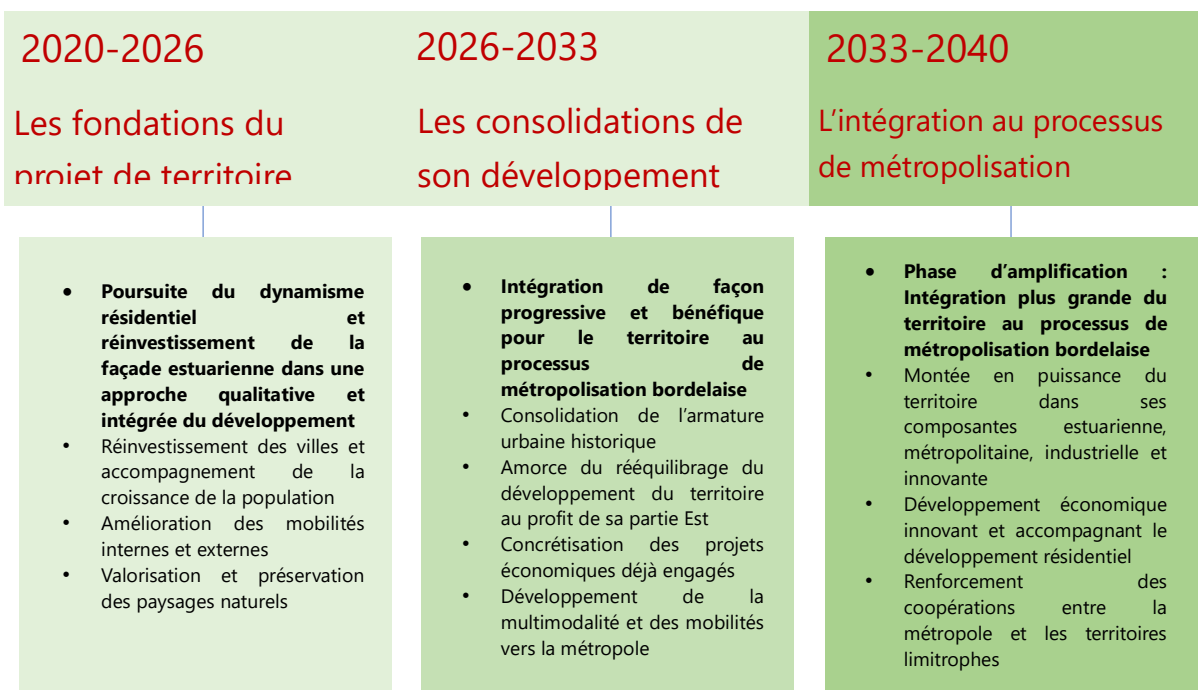 2020-2026
Les fondations du
projet de territoire
• Poursuite du dynamisme
résidentiel et
réinvestissement de la
façade estuarienne dans une
approche qualitative et
intégrée du développement
• Réinvestissement des villes et
accompagnement de la
croissance de la population
• Amélioration des mobilités
internes et externes
• Valorisation et préservation
des paysages naturels
2026-2033
Les consolidations de
son développement
• Intégration de façon
progressive et bénéfique
pour le territoire au
processus de
métropolisation bordelaise
• Consolidation de l’armature
urbaine historique
• Amorce du rééquilibrage du
développement du territoire
au profit de sa partie Est
• Concrétisation des projets
économiques déjà engagés
• Développement de la
multimodalité et des mobilités
vers la métropole
2033-2040
L’intégration au processus
de métropolisation
• Phase d’amplification :
Intégration plus grande du
territoire au processus de
métropolisation bordelaise
• Montée en puissance du
territoire dans ses
composantes estuarienne,
métropolitaine, industrielle et
innovante
• Développement économique
innovant et accompagnant le
développement résidentiel
• Renforcement des
coopérations entre la
métropole et les territoires
limitrophes